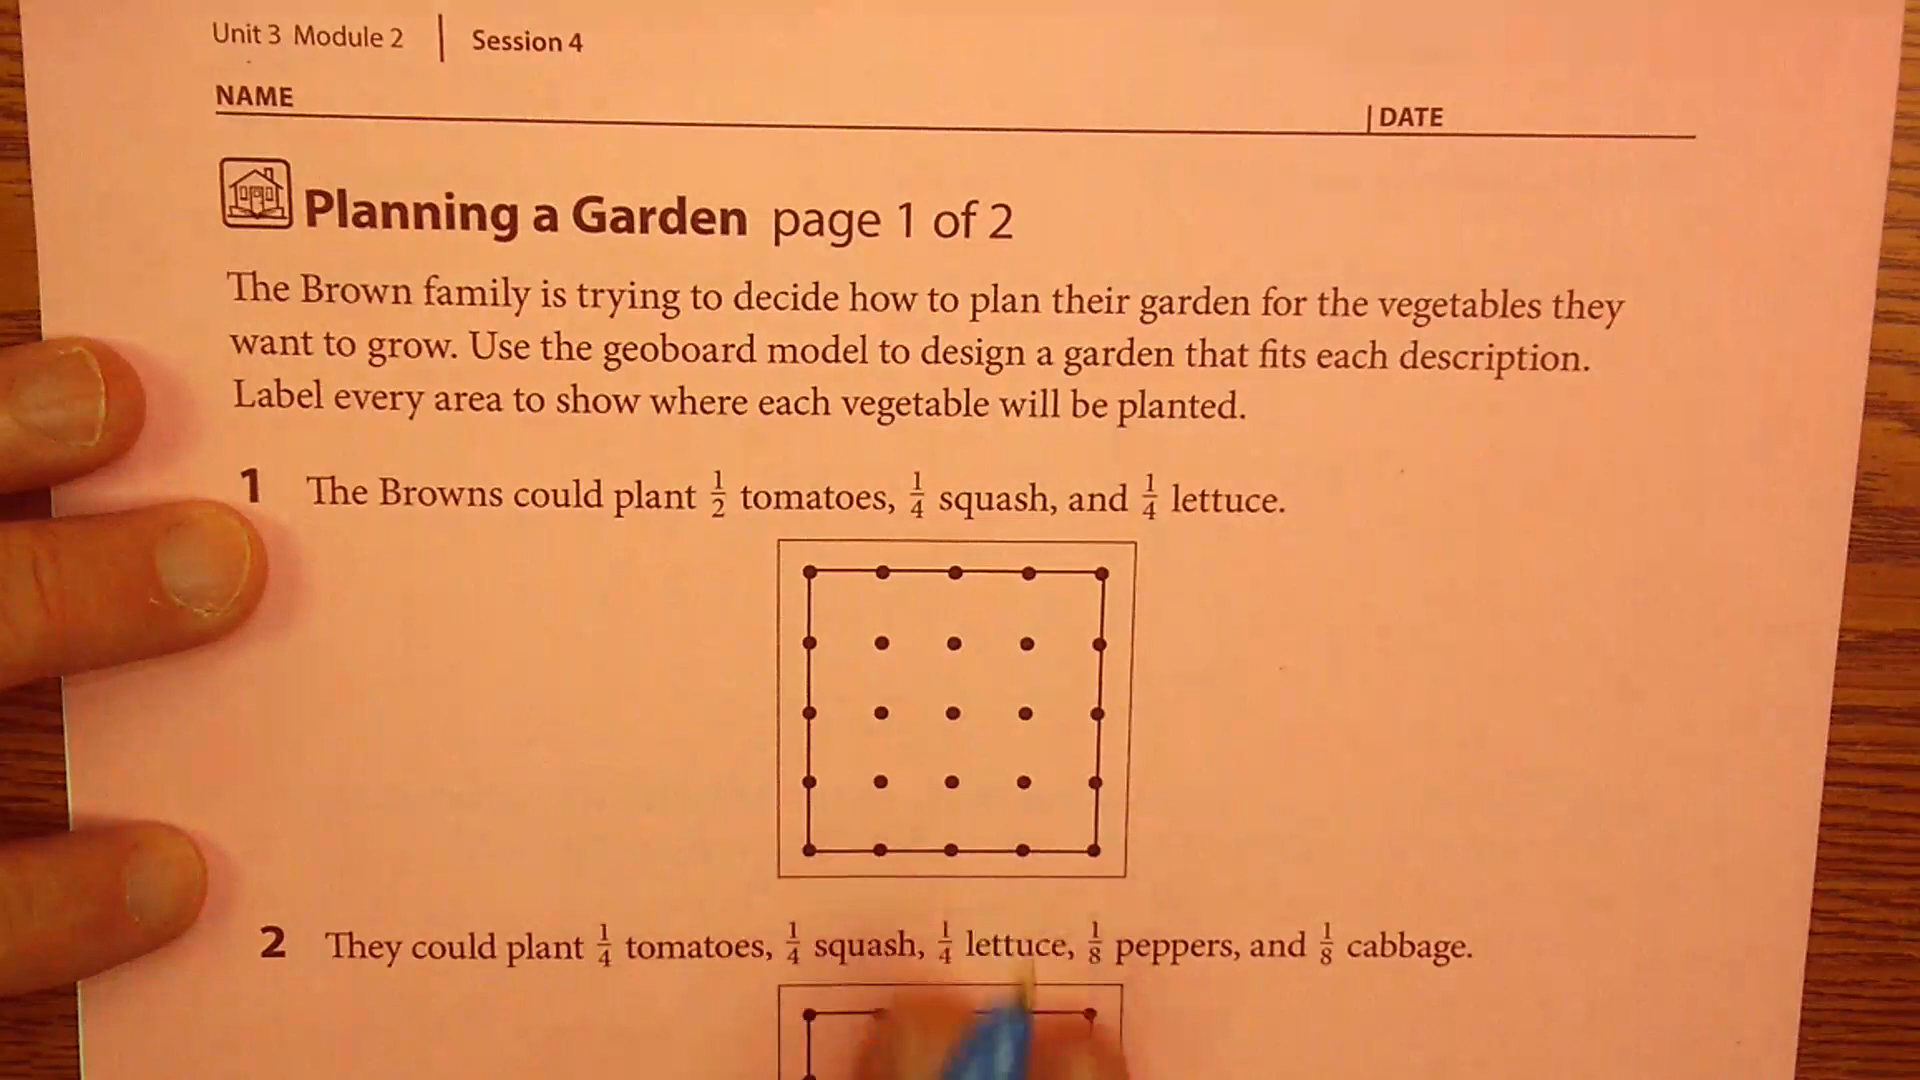 Unit 3 Module 2 | Session 4
NAME | DATE
Planning a Garden page 1 of 2
The Brown family is trying to decide how to plan their garden for the vegetables they
want to grow. Use the geoboard model to design a garden that fits each description.
Label every area to show where each vegetable will be planted.
1 The Browns could plant 1/2 tomatoes, 1/4 squash, and 1/4 lettuce.
2 They could plant 1/4 tomatoes, 1/4 squash, 1/4 lettuce, 1/8 peppers, and 1/8 cabbage.